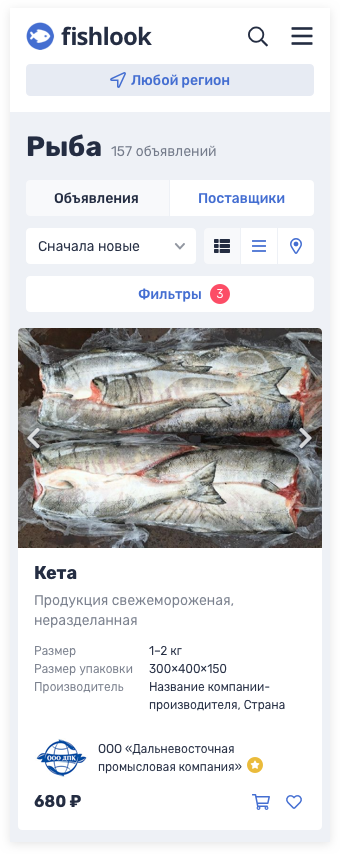 fishlook
Любой регион
Рыба 157 объявлений
Объявления Поставщики
Сначала новые
Фильтры 3
Кета
Продукция свежемороженая,
неразделанная
Размер 1–2 кг
Размер упаковки 300×400×150
Производитель Название компании-
производителя, Страна
ООО ДПК
ООО «Дальневосточная
промысловая компания»
680 ₽